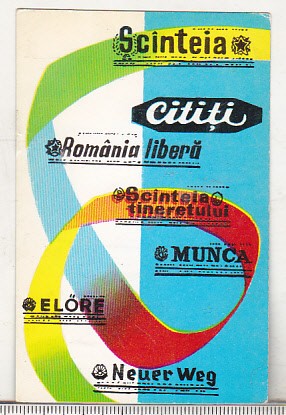 Scînteia
Citiți
România liberă
Scînteia
tineretului
MUNCA
ELŐRE
Neuer Weg